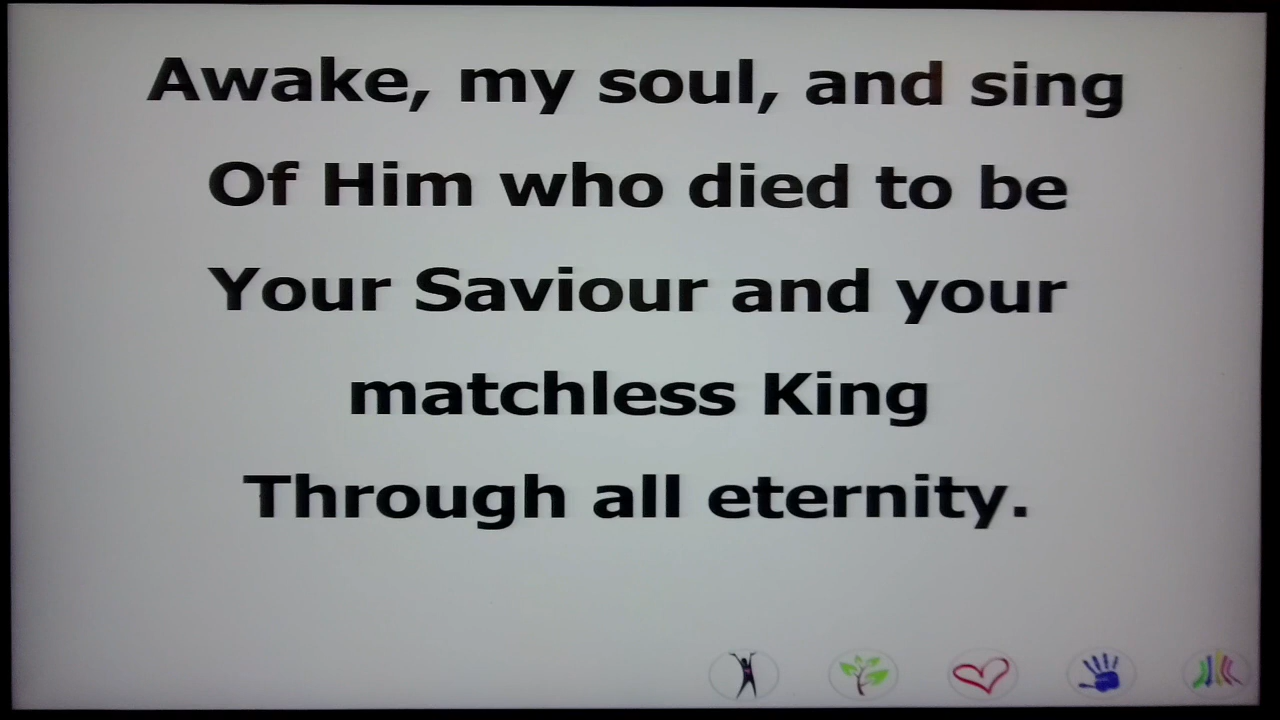 Awake, my soul, and sing
Of Him who died to be
Your Saviour and your
matchless King
Through all eternity.